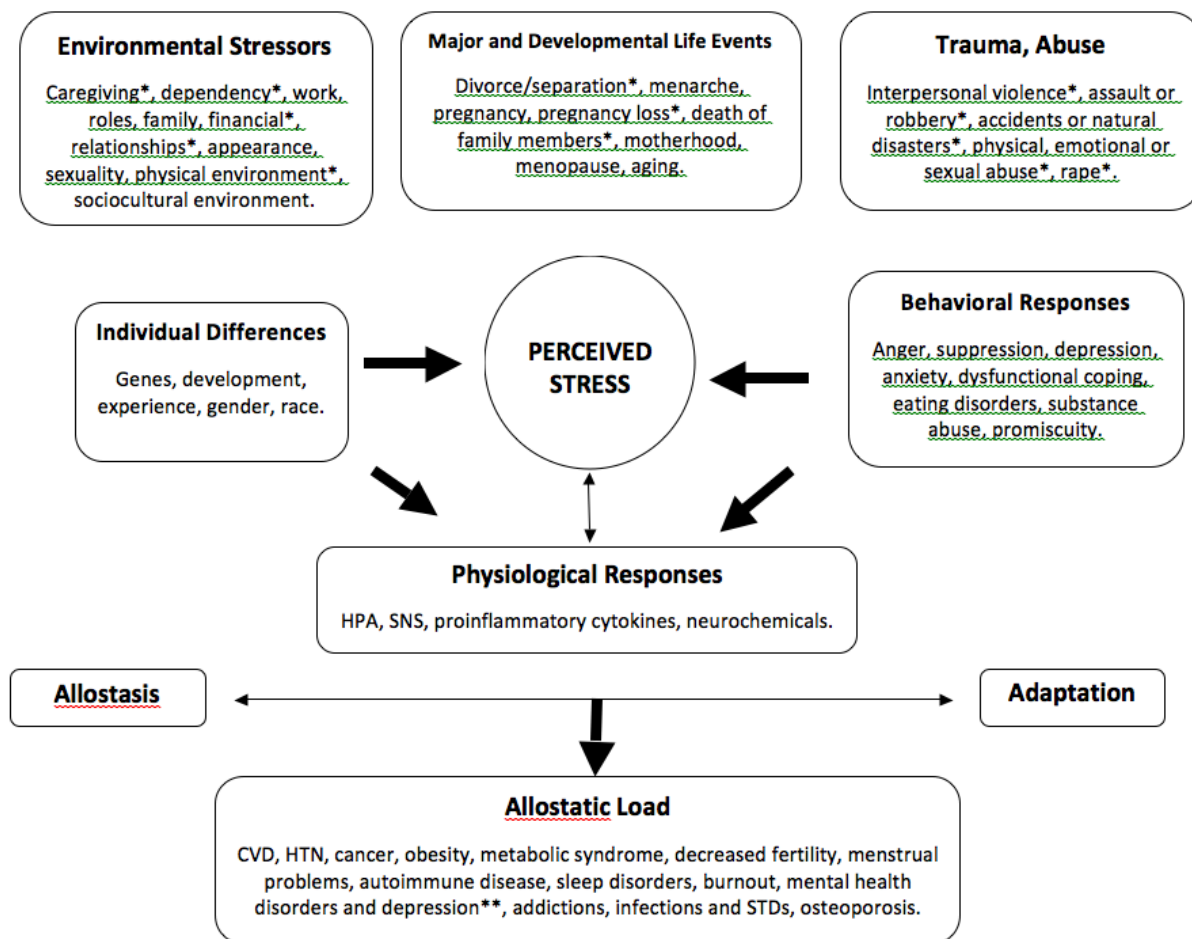 Environmental Stressors
Caregiving*, dependency*, work,
roles, family, financial*,
relationships*, appearance,
sexuality, physical environment*,
sociocultural environment.
Major and Developmental Life Events
Divorce/separation*, menarche,
pregnancy, pregnancy loss*, death of
family members*, motherhood,
menopause, aging.
Trauma, Abuse
Interpersonal violence*, assault or
robbery*, accidents or natural
disasters*, physical, emotional or
sexual abuse*, rape*.
Individual Differences
Genes, development,
experience, gender, race.
PERCEIVED
STRESS
Behavioral Responses
Anger, suppression, depression,
anxiety, dysfunctional coping,
eating disorders, substance
abuse, promiscuity.
Physiological Responses
HPA, SNS, proinflammatory cytokines, neurochemicals.
Allostasis
Adaptation
Allostatic Load
CVD, HTN, cancer, obesity, metabolic syndrome, decreased fertility, menstrual
problems, autoimmune disease, sleep disorders, burnout, mental health
disorders and depression**, addictions, infections and STDs, osteoporosis.